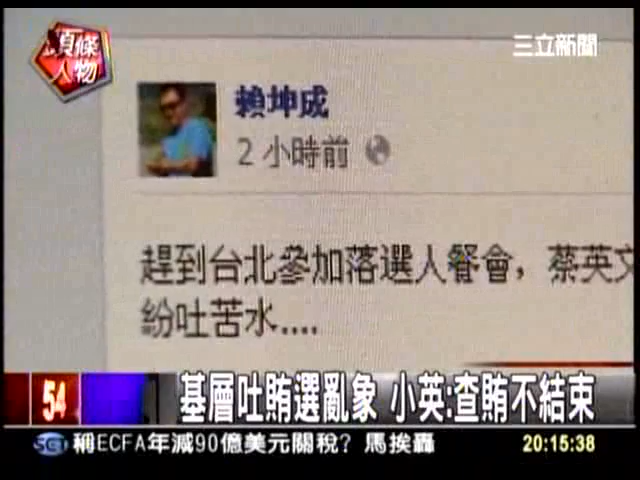 頭條
人物
三立新聞
賴坤成
2 小時前
趕到台北參加落選人餐會，蔡英文
紛吐苦水....
54
基層吐賄選亂象 小英:查賄不結束
SET 稱ECFA年減90億美元關稅? 馬挨轟
20:15:38